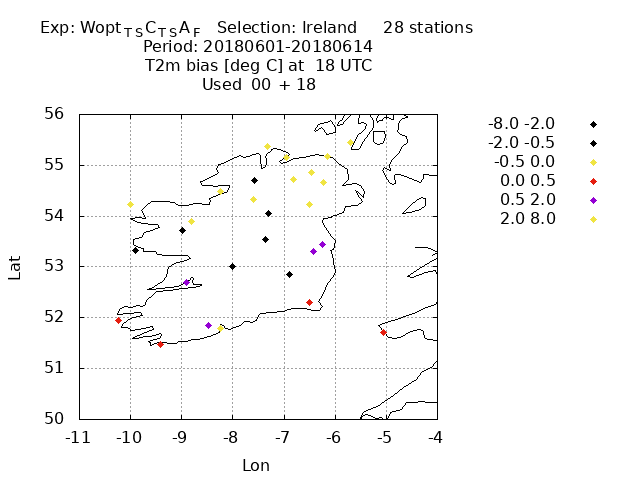 Exp: Wopt_TSC_TSA_F   Selection: Ireland     28 stations
Period: 20180601-20180614
T2m bias [deg C] at  18 UTC
Used  00  + 18
56
55
54
53
52
51
50
-11 -10 -9 -8 -7 -6 -5 -4
Lat
Lon
-8.0 -2.0
-2.0 -0.5
-0.5 0.0
0.0 0.5
0.5 2.0
2.0 8.0